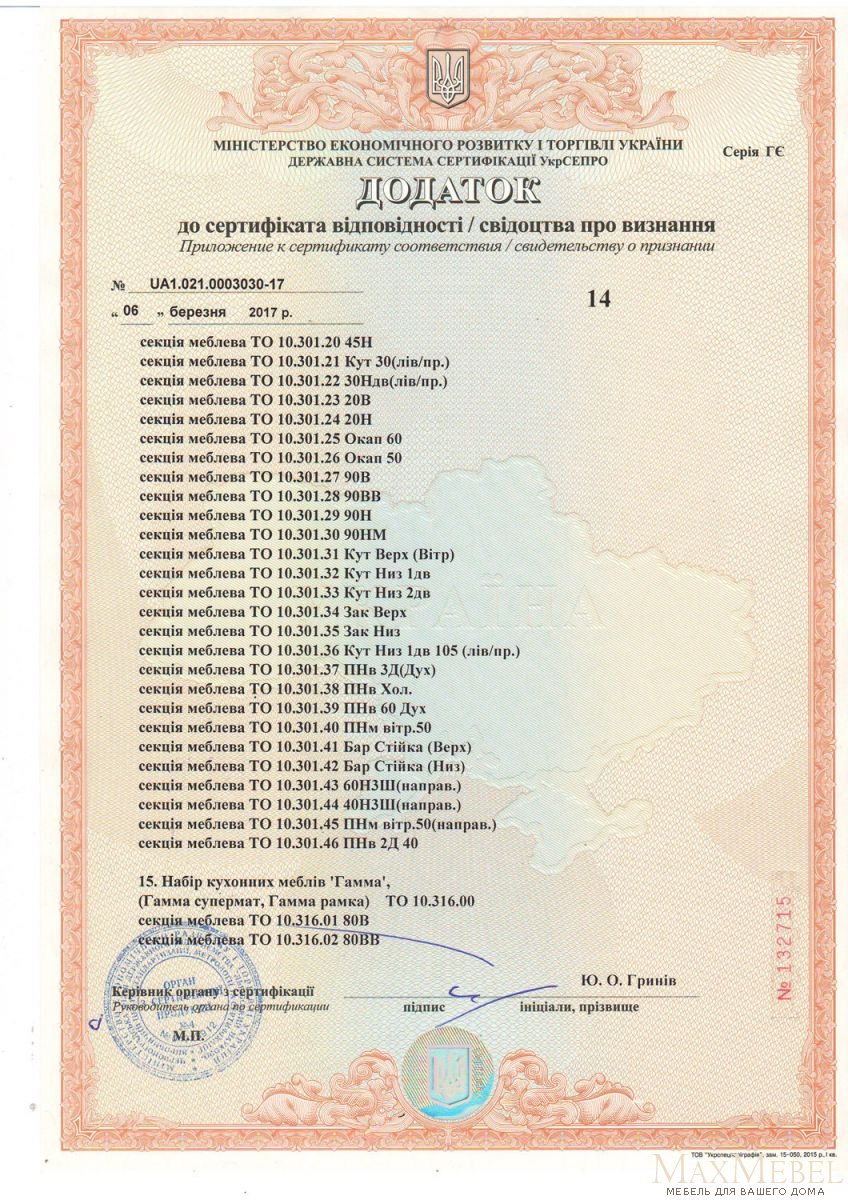 МІНІСТЕРСТВО ЕКОНОМІЧНОГО РОЗВИТКУ І ТОРГІВЛІ УКРАЇНИ
ДЕРЖАВНА СИСТЕМА СЕРТИФІКАЦІЇ УкрСЕПРО
Серія ГЄ
ДОДАТОК
до сертифіката відповідності / свідоцтва про визнання
Приложение к сертификату соответствия / свидетельству о признании
№ UA1.021.0003030-17
„ 06 „ березня 2017 р.
14
секція меблева ТО 10.301.20 45Н
секція меблева ТО 10.301.21 Кут 30(лів/пр.)
секція меблева ТО 10.301.22 30Ндв(лів/пр.)
секція меблева ТО 10.301.23 20В
секція меблева ТО 10.301.24 20Н
секція меблева ТО 10.301.25 Окап 60
секція меблева ТО 10.301.26 Окап 50
секція меблева ТО 10.301.27 90В
секція меблева ТО 10.301.28 90ВВ
секція меблева ТО 10.301.29 90Н
секція меблева ТО 10.301.30 90НМ
секція меблева ТО 10.301.31 Кут Верх (Вітр)
секція меблева ТО 10.301.32 Кут Низ 1дв
секція меблева ТО 10.301.33 Кут Низ 2дв
секція меблева ТО 10.301.34 Зак Верх
секція меблева ТО 10.301.35 Зак Низ
секція меблева ТО 10.301.36 Кут Низ 1дв 105 (лів/пр.)
секція меблева ТО 10.301.37 ПНв 3Д(Дух)
секція меблева ТО 10.301.38 ПНв Хол.
секція меблева ТО 10.301.39 ПНв 60 Дух
секція меблева ТО 10.301.40 ПНм вітр.50
секція меблева ТО 10.301.41 Бар Стійка (Верх)
секція меблева ТО 10.301.42 Бар Стійка (Низ)
секція меблева ТО 10.301.43 60Н3Ш(направ.)
секція меблева ТО 10.301.44 40Н3Ш(направ.)
секція меблева ТО 10.301.45 ПНм вітр.50(направ.)
секція меблева ТО 10.301.46 ПНв 2Д 40
15. Набір кухонних меблів 'Гамма',
(Гамма супермат, Гамма рамка) ТО 10.316.00
секція меблева ТО 10.316.01 80В
секція меблева ТО 10.316.02 80ВВ
УКРАЇНА
№ 132715
ОРГАН
Керівник органу з сертифікації
Руководитель органа по сертификации
М.П.
підпис
Ю. О. Гринів
ініціали, прізвище
зам. 15-050, 2015 р., І кв.
MAXMEBEL
МЕБЕЛЬ ДЛЯ ВАШЕГО ДОМА